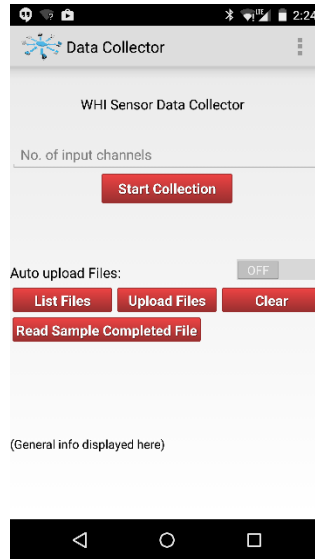 LTE 2:24
Data Collector
WHI Sensor Data Collector
No. of input channels
Start Collection
Auto upload Files:
OFF
List Files Upload Files Clear
Read Sample Completed File
(General info displayed here)